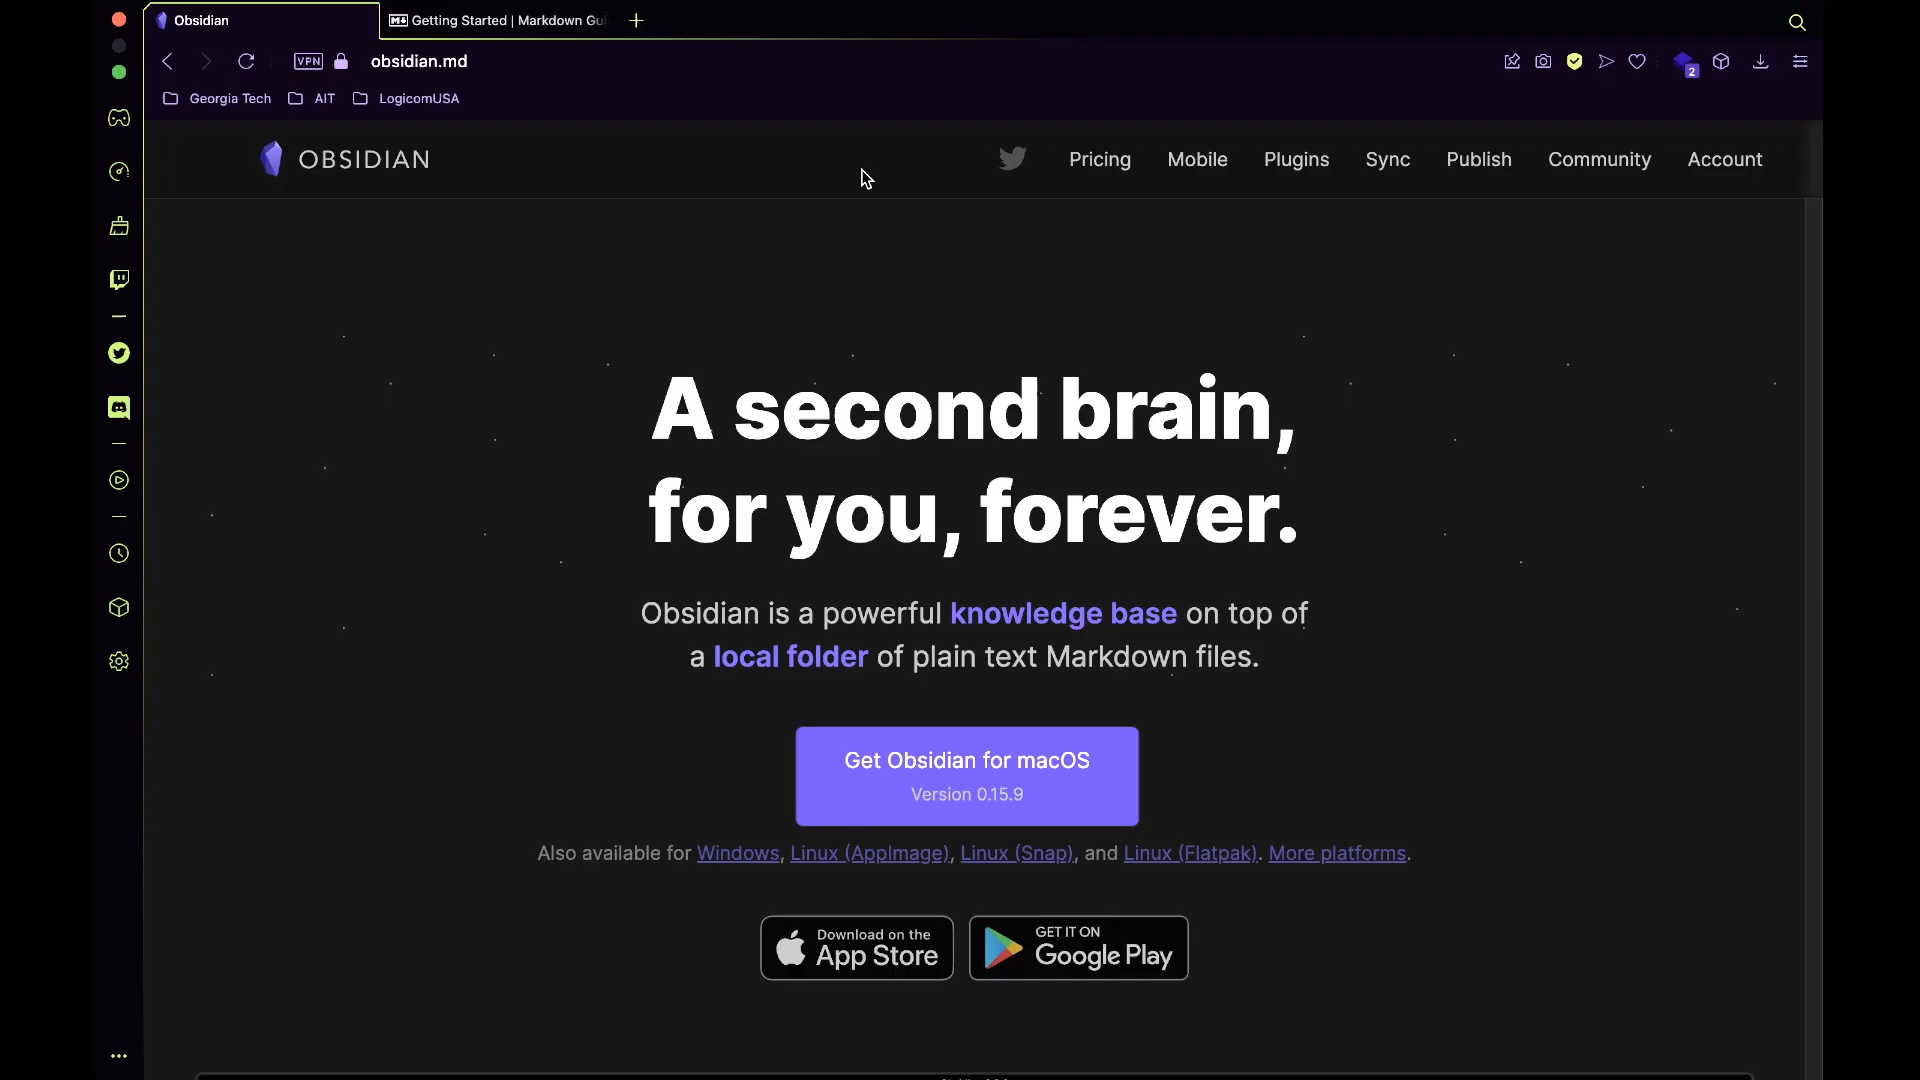 Obsidian
Getting Started | Markdown Gu
VPN
obsidian.md
2
Georgia Tech
AIT
LogicomUSA
OBSIDIAN
Pricing
Mobile
Plugins
Sync
Publish
Community
Account
A second brain,
for you, forever.
Obsidian is a powerful knowledge base on top of
a local folder of plain text Markdown files.
Get Obsidian for macOS
Version 0.15.9
Also available for Windows, Linux (AppImage), Linux (Snap), and Linux (Flatpak). More platforms.
Download on the
App Store
GET IT ON
Google Play